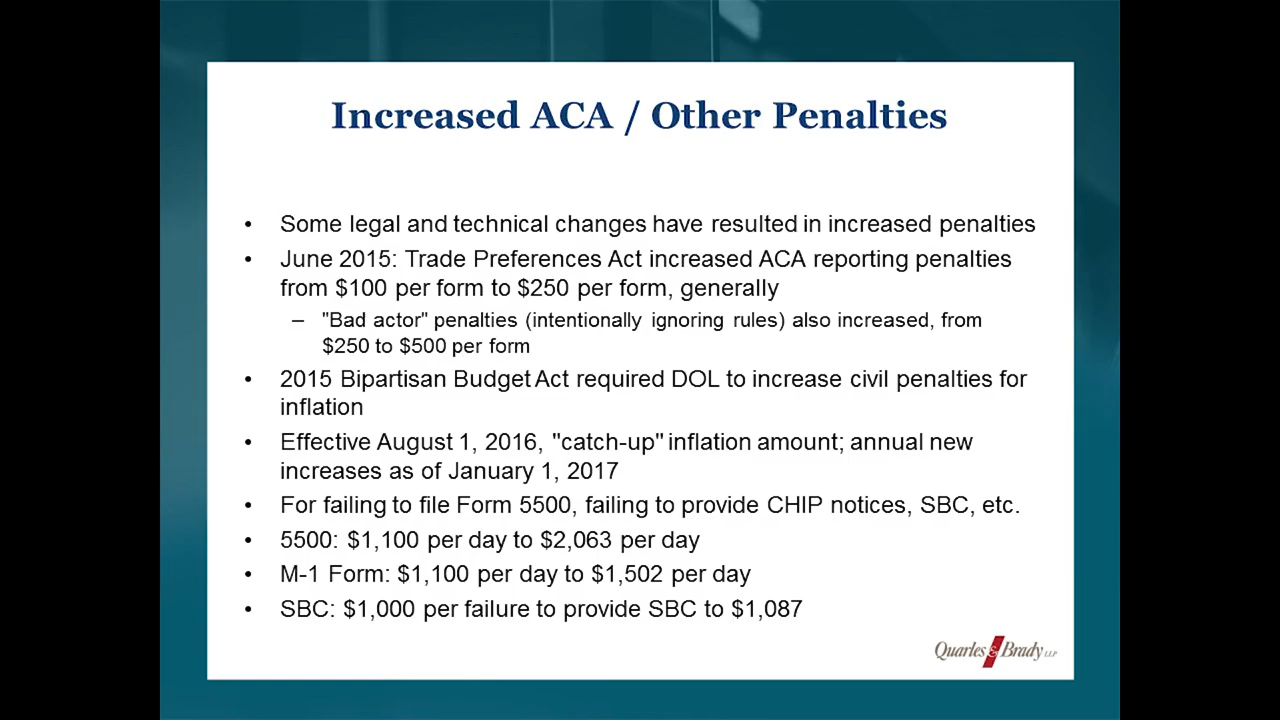 Increased ACA / Other Penalties
• Some legal and technical changes have resulted in increased penalties
• June 2015: Trade Preferences Act increased ACA reporting penalties
from $100 per form to $250 per form, generally
– "Bad actor" penalties (intentionally ignoring rules) also increased, from
$250 to $500 per form
• 2015 Bipartisan Budget Act required DOL to increase civil penalties for
inflation
• Effective August 1, 2016, "catch-up" inflation amount; annual new
increases as of January 1, 2017
• For failing to file Form 5500, failing to provide CHIP notices, SBC, etc.
• 5500: $1,100 per day to $2,063 per day
• M-1 Form: $1,100 per day to $1,502 per day
• SBC: $1,000 per failure to provide SBC to $1,087
Quarles & Brady LLP